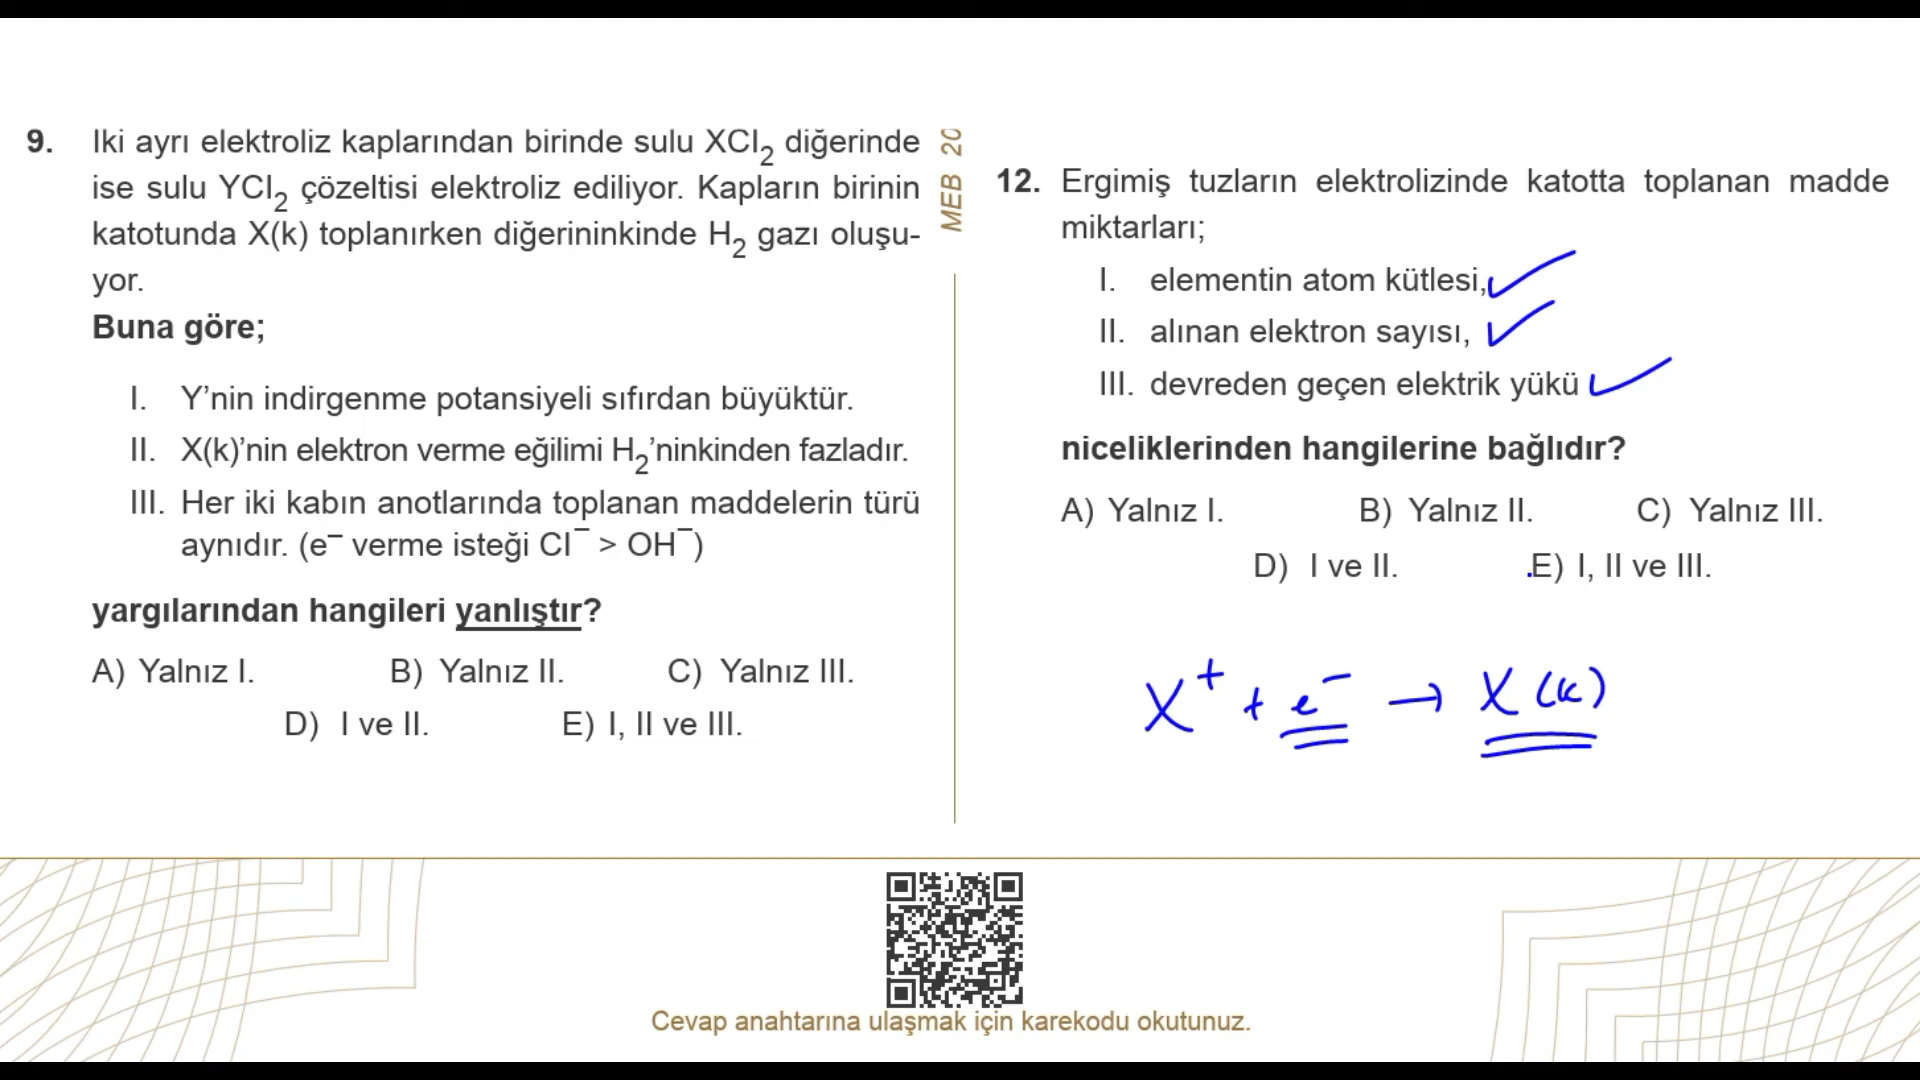 9. Iki ayrı elektroliz kaplarından birinde sulu XCl₂ diğerinde
ise sulu YCl₂ çözeltisi elektroliz ediliyor. Kapların birinin
katotunda X(k) toplanırken diğerininkinde H₂ gazı oluşu-
yor.
Buna göre;
I. Y’nin indirgenme potansiyeli sıfırdan büyüktür.
II. X(k)’nin elektron verme eğilimi H₂’ninkinden fazladır.
III. Her iki kabın anotlarında toplanan maddelerin türü
aynıdır. (e⁻ verme isteği Cl⁻ > OH⁻)
yargılarından hangileri yanlıştır?
A) Yalnız I. B) Yalnız II. C) Yalnız III.
D) I ve II. E) I, II ve III.
MEB 20
12. Ergimiş tuzların elektrolizinde katotta toplanan madde
miktarları;
I. elementin atom kütlesi,
II. alınan elektron sayısı,
III. devreden geçen elektrik yükü
niceliklerinden hangilerine bağlıdır?
A) Yalnız I. B) Yalnız II. C) Yalnız III.
D) I ve II. E) I, II ve III.
X⁺ + e⁻ → X (k)
Cevap anahtarına ulaşmak için karekodu okutunuz.